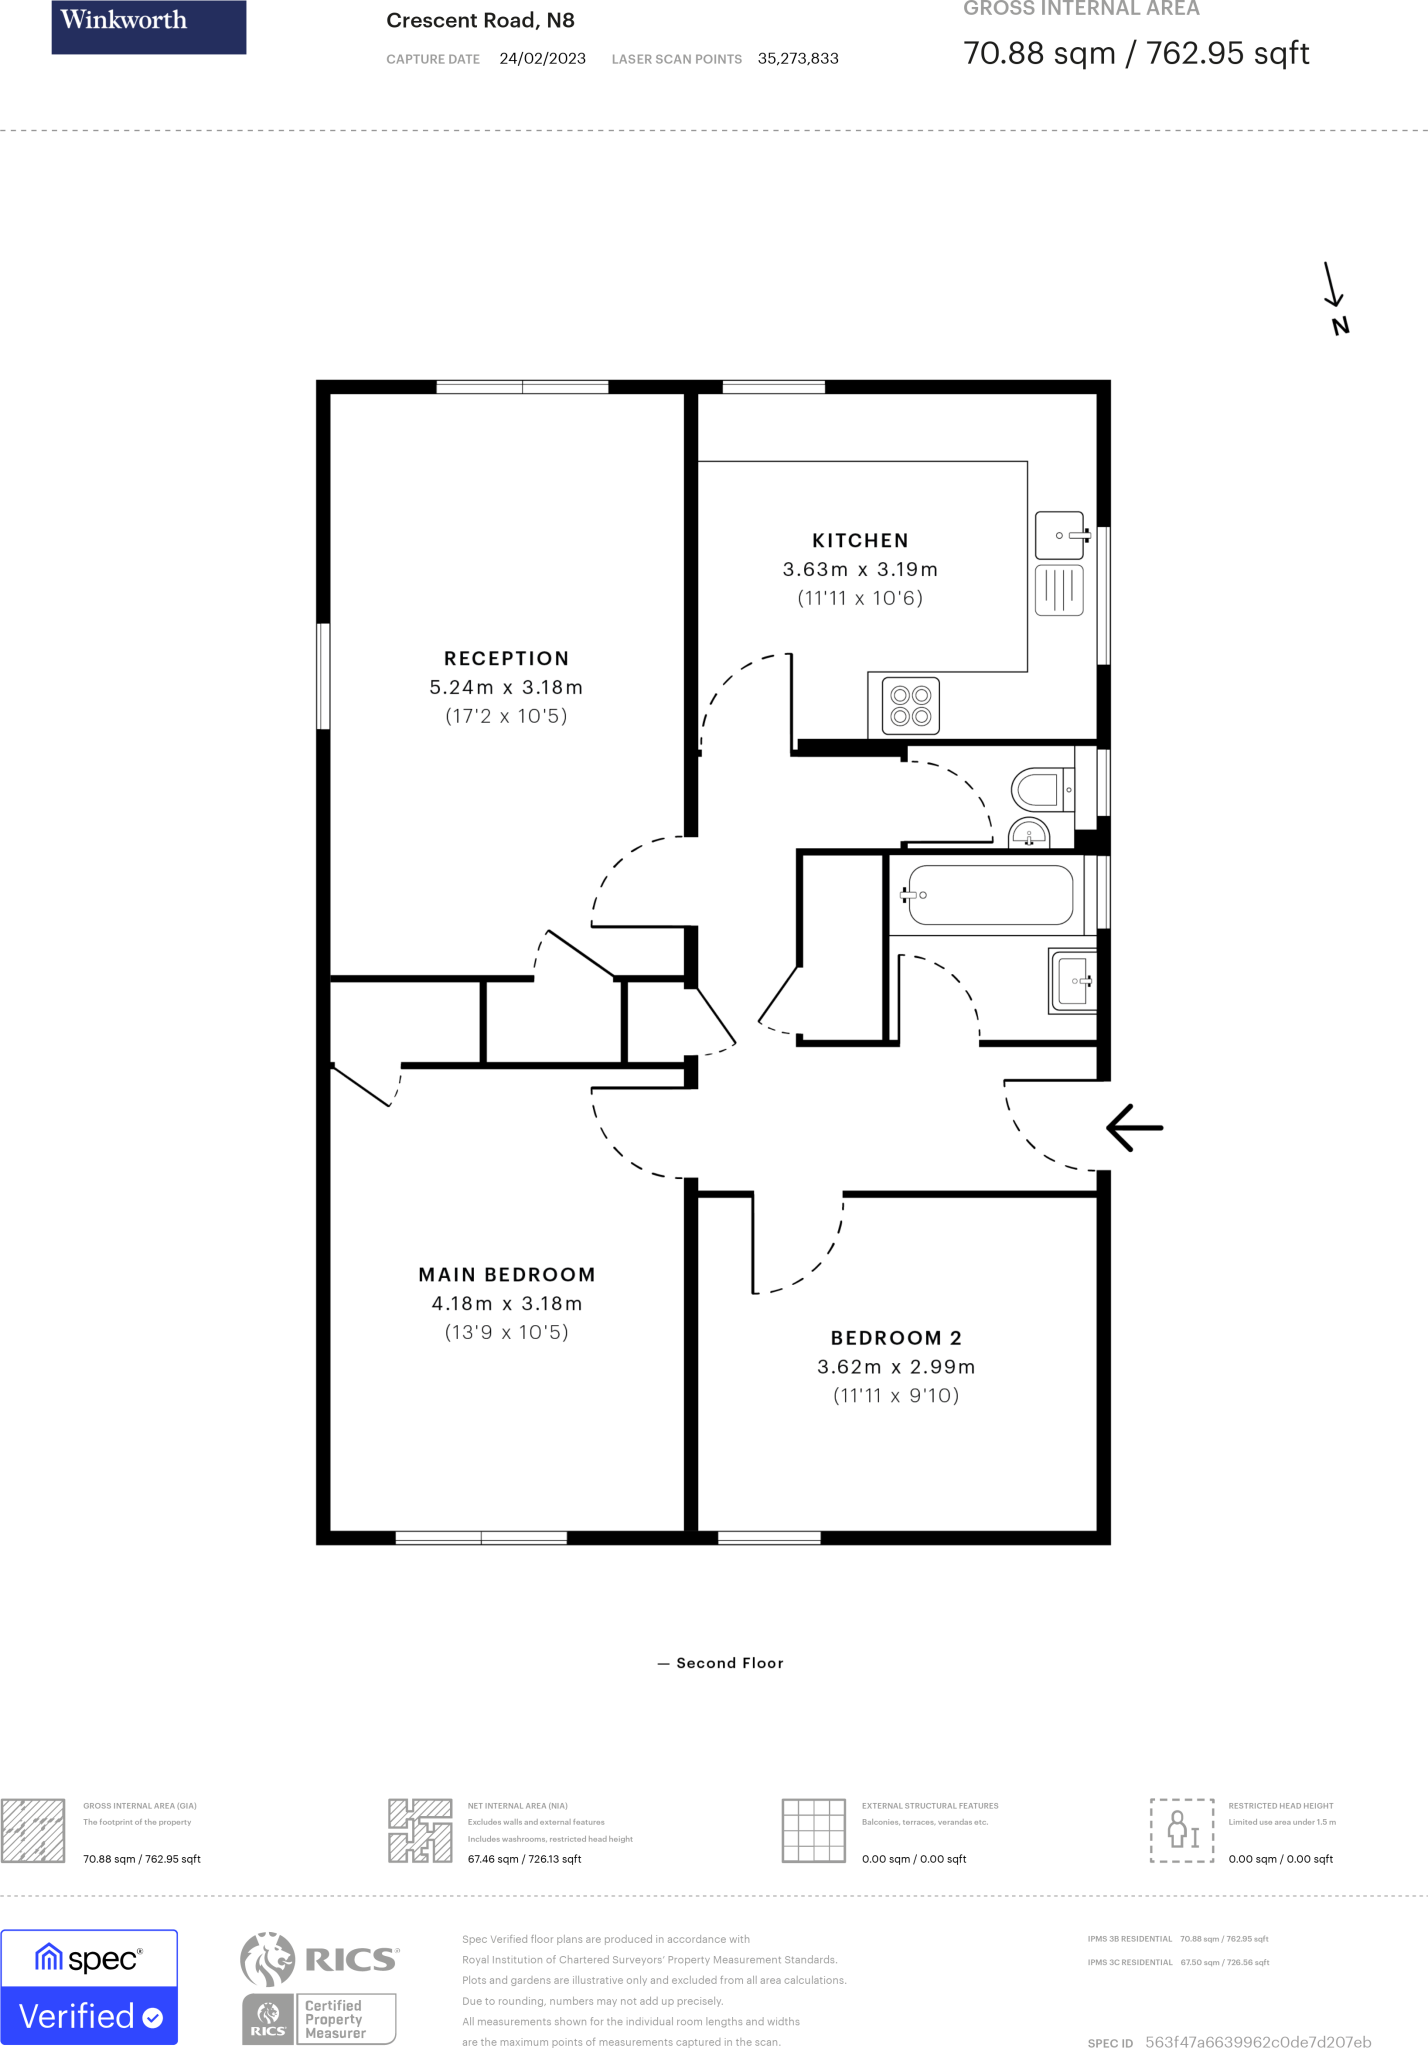 Winkworth
Crescent Road, N8
CAPTURE DATE 24/02/2023 LASER SCAN POINTS 35,273,833
GROSS INTERNAL AREA
70.88 sqm / 762.95 sqft
N
KITCHEN
3.63m x 3.19m
(11'11 x 10'6)
RECEPTION
5.24m x 3.18m
(17'2 x 10'5)
MAIN BEDROOM
4.18m x 3.18m
(13'9 x 10'5)
BEDROOM 2
3.62m x 2.99m
(11'11 x 9'10)
— Second Floor
GROSS INTERNAL AREA (GIA)
The footprint of the property
70.88 sqm / 762.95 sqft
NET INTERNAL AREA (NIA)
Excludes walls and external features
Includes washrooms, restricted head height
67.46 sqm / 726.13 sqft
EXTERNAL STRUCTURAL FEATURES
Balconies, terraces, verandas etc.
0.00 sqm / 0.00 sqft
RESTRICTED HEAD HEIGHT
Limited use area under 1.5 m
0.00 sqm / 0.00 sqft
spec®
Verified
RICS®
RICS
Certified
Property
Measurer
Spec Verified floor plans are produced in accordance with
Royal Institution of Chartered Surveyors' Property Measurement Standards.
Plots and gardens are illustrative only and excluded from all area calculations.
Due to rounding, numbers may not add up precisely.
All measurements shown for the individual room lengths and widths
are the maximum points of measurements captured in the scan.
IPMS 3B RESIDENTIAL 70.88 sqm / 762.95 sqft
IPMS 3C RESIDENTIAL 67.50 sqm / 726.56 sqft
SPEC ID 563f47a6639962c0de7d207eb